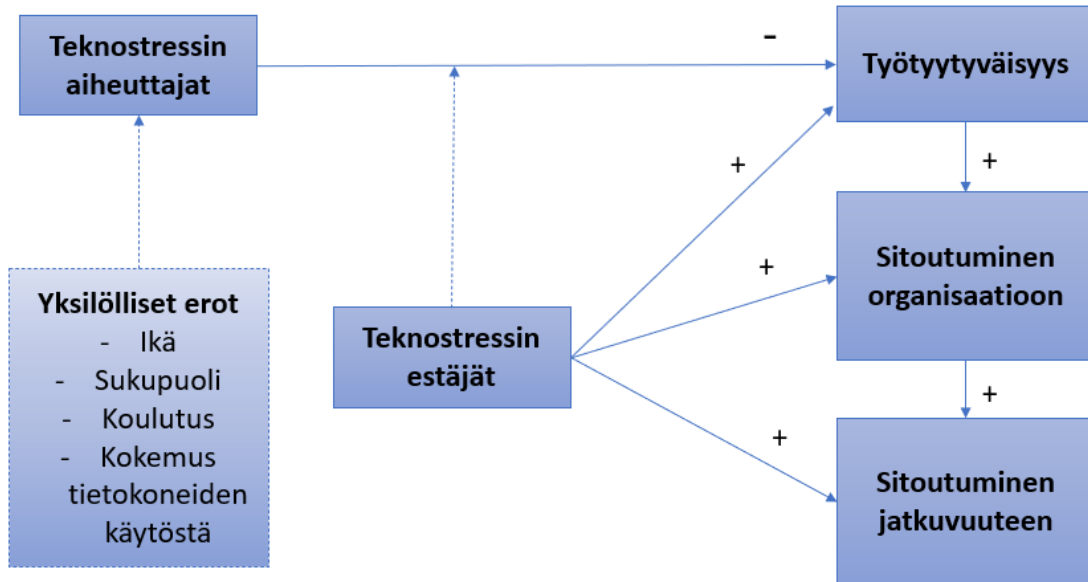 Teknostressin
aiheuttajat
-
Työtyytyväisyys
+
+
Yksilölliset erot
- Ikä
- Sukupuoli
- Koulutus
- Kokemus
tietokoneiden
käytöstä
Teknostressin
estäjät
+
Sitoutuminen
organisaatioon
+
+
Sitoutuminen
jatkuvuuteen